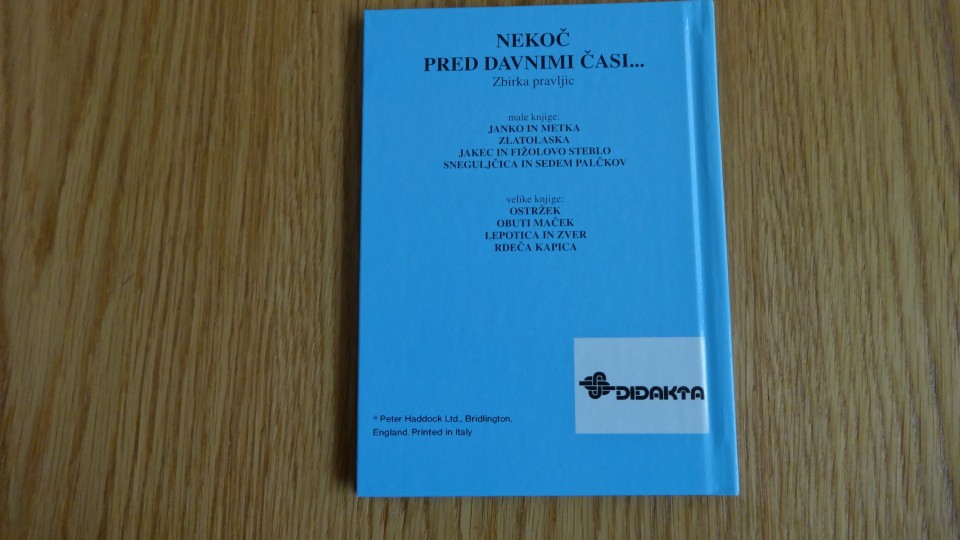 NEKOČ
PRED DAVNIMI ČASI...
Zbirka pravljic
male knjige:
JANKO IN METKA
ZLATOLASKA
JAKEC IN FIŽOLOVO STEBLO
SNEGULJČICA IN SEDEM PALČKOV
velike knjige:
OSTRŽEK
OBUTI MAČEK
LEPOTICA IN ZVER
RDEČA KAPICA
DIDAKTA
© Peter Haddock Ltd., Bridlington,
England. Printed in Italy